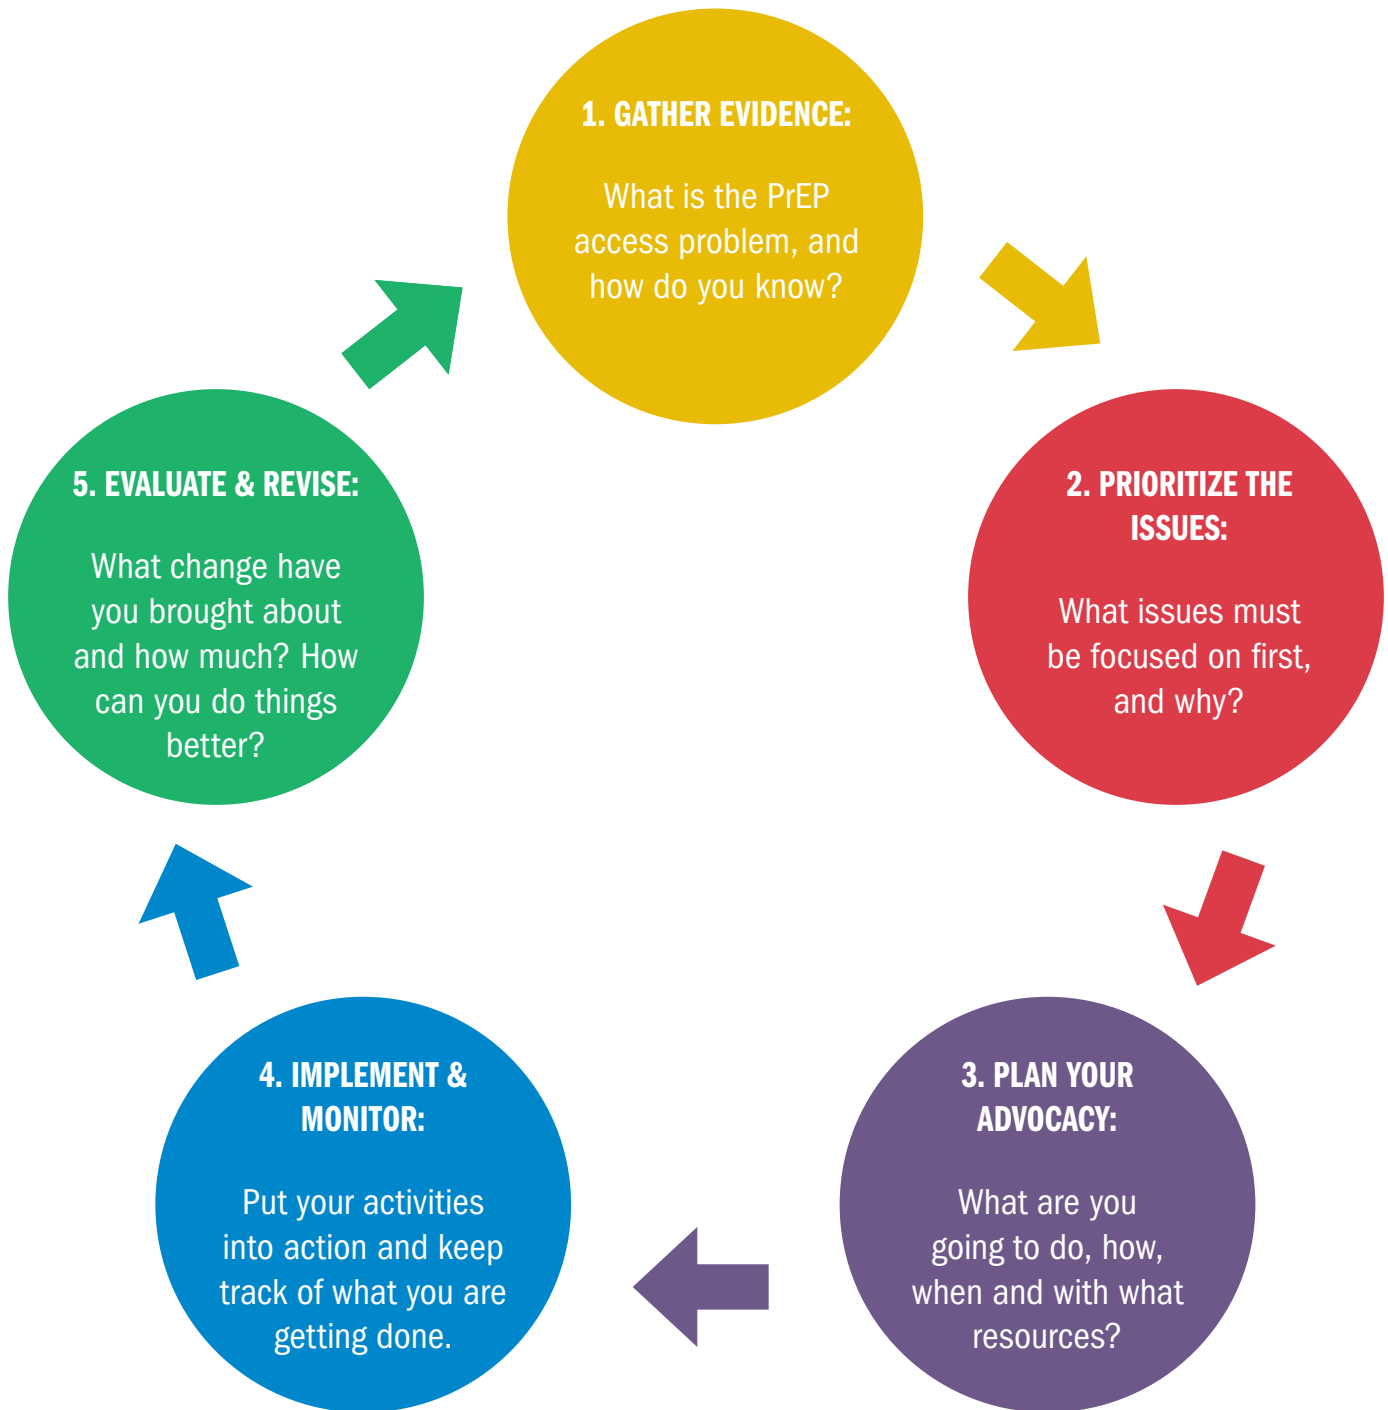 1. GATHER EVIDENCE:
What is the PrEP
access problem, and
how do you know?
2. PRIORITIZE THE
ISSUES:
What issues must
be focused on first,
and why?
3. PLAN YOUR
ADVOCACY:
What are you
going to do, how,
when and with what
resources?
4. IMPLEMENT &
MONITOR:
Put your activities
into action and keep
track of what you are
getting done.
5. EVALUATE & REVISE:
What change have
you brought about
and how much? How
can you do things
better?